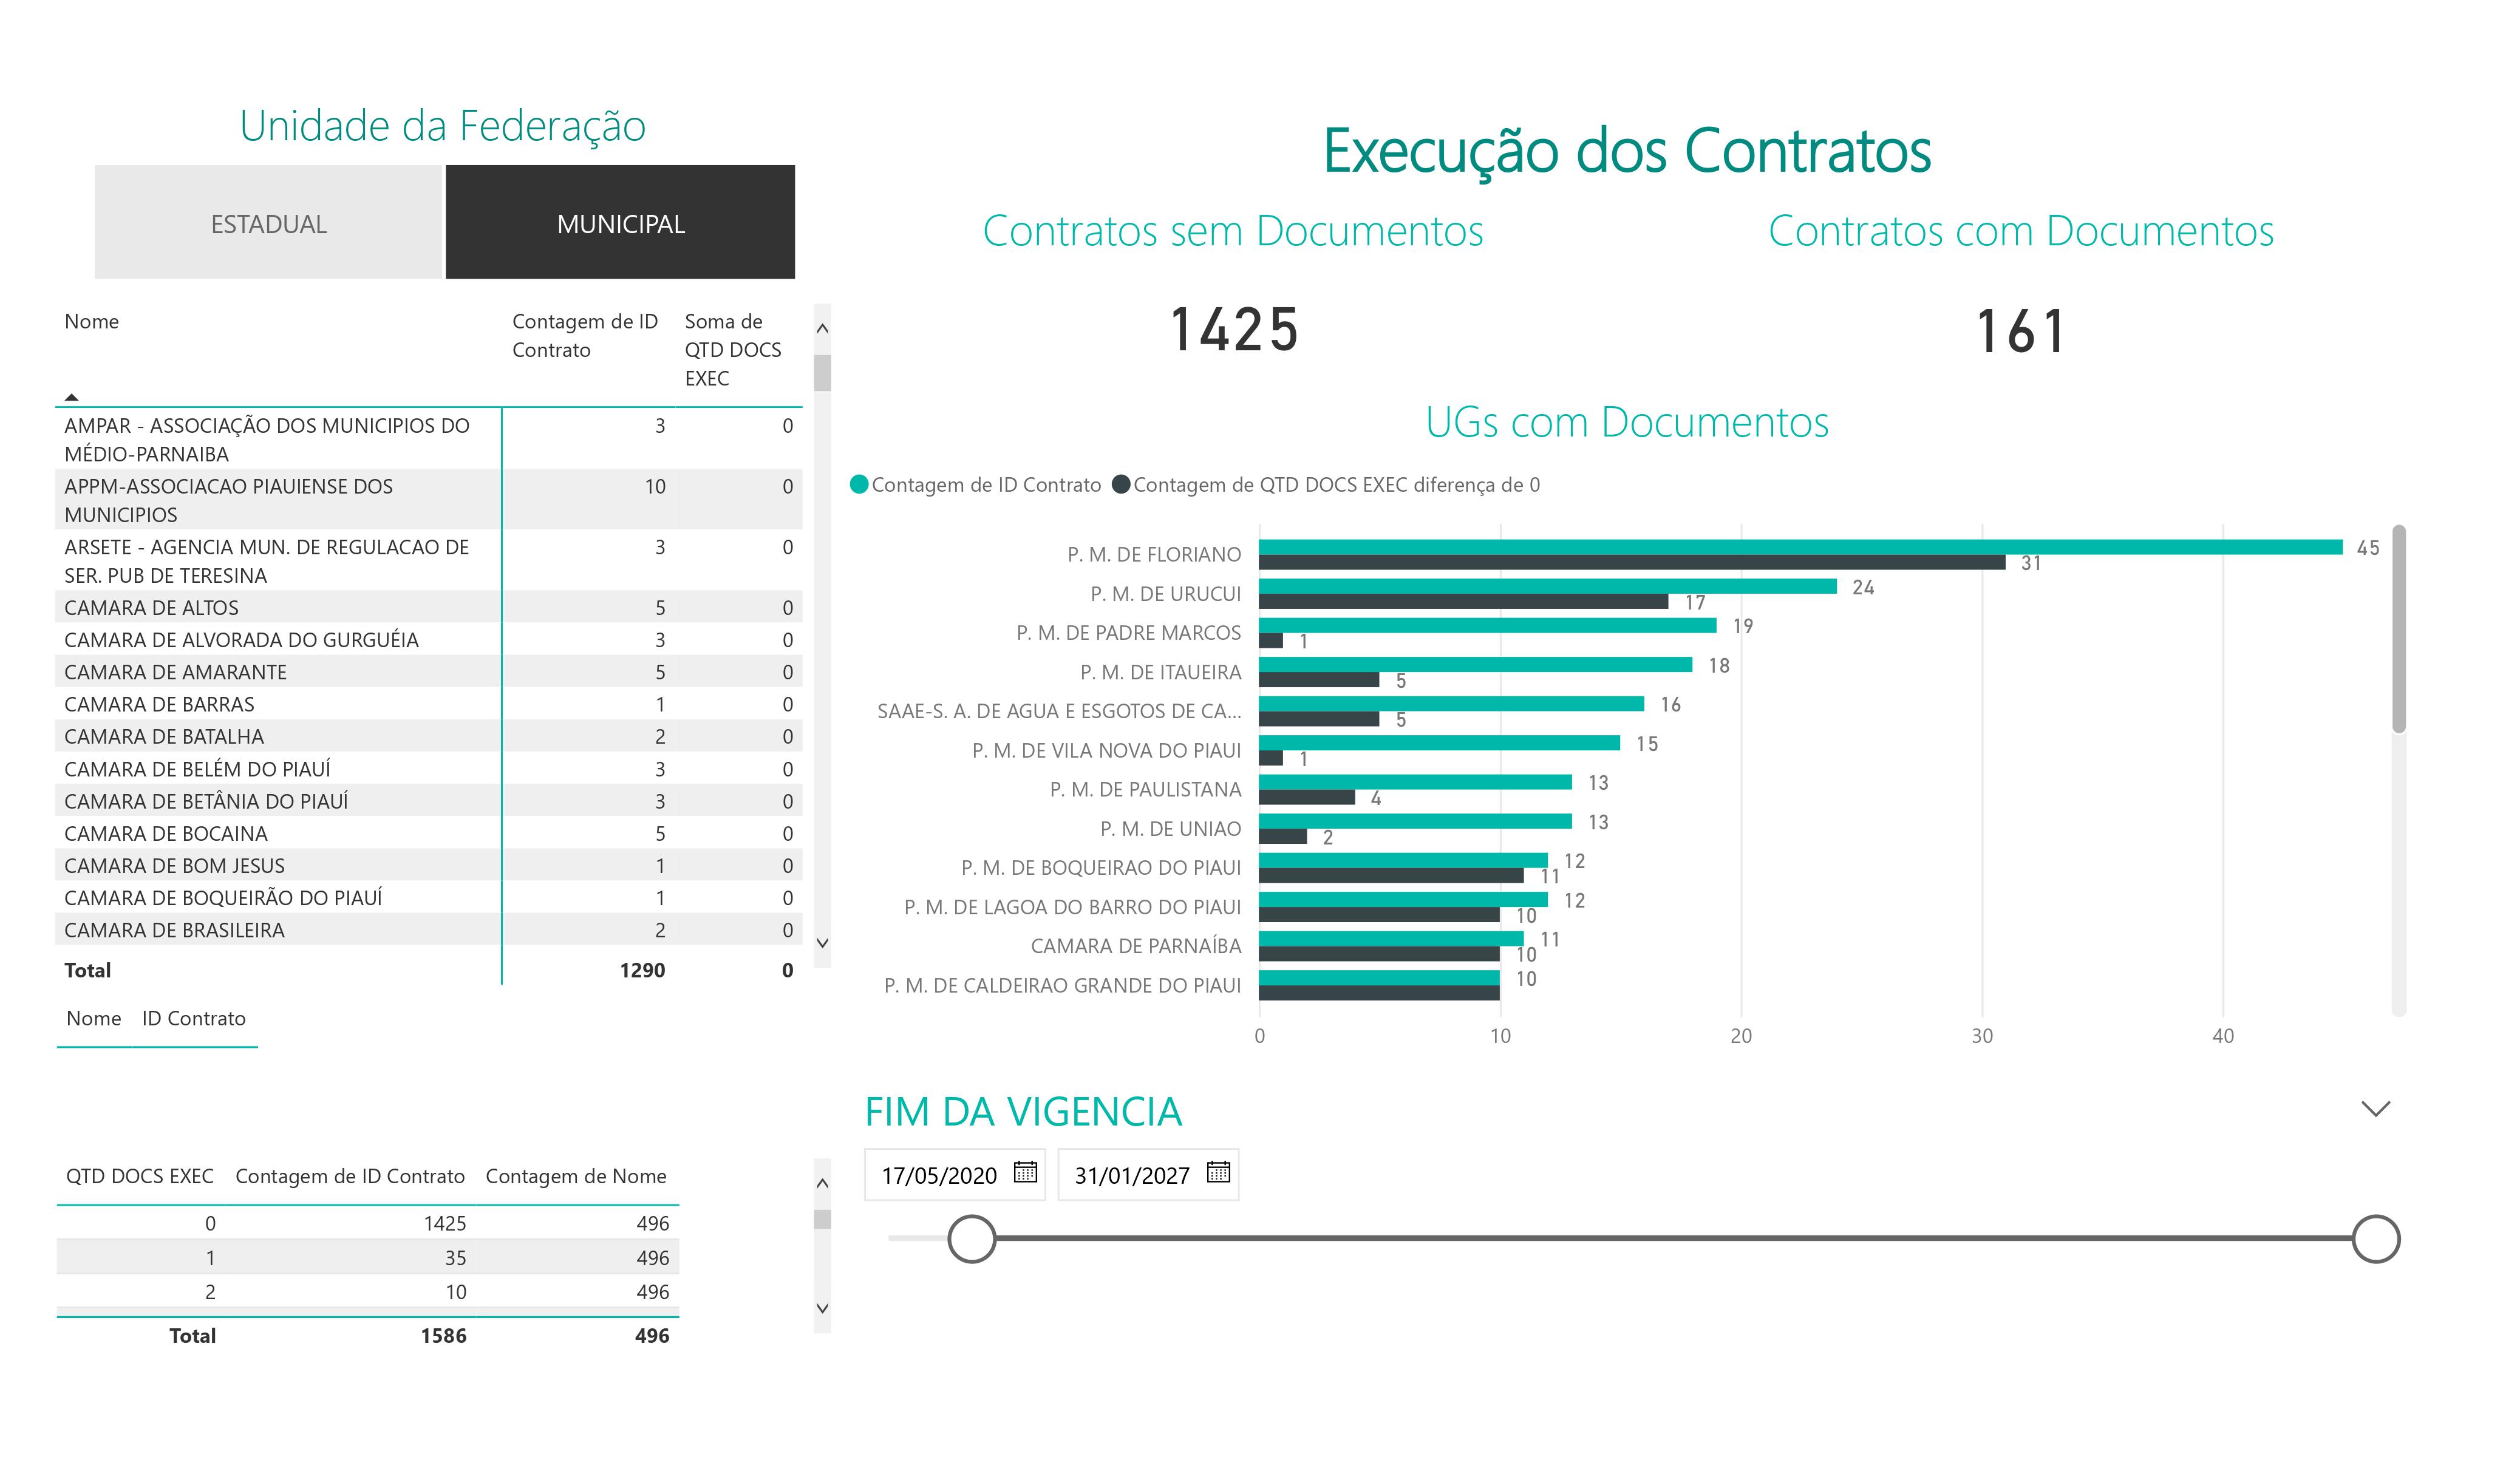 Unidade da Federação
ESTADUAL
MUNICIPAL
Nome
Contagem de ID
Contrato
Soma de
QTD DOCS
EXEC
AMPAR - ASSOCIAÇÃO DOS MUNICIPIOS DO
MÉDIO-PARNAIBA
3
0
APPM-ASSOCIACAO PIAUIENSE DOS
MUNICIPIOS
10
0
ARSETE - AGENCIA MUN. DE REGULACAO DE
SER. PUB DE TERESINA
3
0
CAMARA DE ALTOS 5 0
CAMARA DE ALVORADA DO GURGUÉIA 3 0
CAMARA DE AMARANTE 5 0
CAMARA DE BARRAS 1 0
CAMARA DE BATALHA 2 0
CAMARA DE BELÉM DO PIAUÍ 3 0
CAMARA DE BETÂNIA DO PIAUÍ 3 0
CAMARA DE BOCAINA 5 0
CAMARA DE BOM JESUS 1 0
CAMARA DE BOQUEIRÃO DO PIAUÍ 1 0
CAMARA DE BRASILEIRA 2 0
Total 1290 0
Nome ID Contrato
QTD DOCS EXEC Contagem de ID Contrato Contagem de Nome
0 1425 496
1 35 496
2 10 496
Total 1586 496
Execução dos Contratos
Contratos sem Documentos
1425
Contratos com Documentos
161
UGs com Documentos
Contagem de ID Contrato Contagem de QTD DOCS EXEC diferença de 0
P. M. DE FLORIANO 45
31
P. M. DE URUCUI 24
17
P. M. DE PADRE MARCOS 19
1
P. M. DE ITAUEIRA 18
5
SAAE-S. A. DE AGUA E ESGOTOS DE CA... 16
5
P. M. DE VILA NOVA DO PIAUI 15
1
P. M. DE PAULISTANA 13
4
P. M. DE UNIAO 13
2
P. M. DE BOQUEIRAO DO PIAUI 12
11
P. M. DE LAGOA DO BARRO DO PIAUI 12
10
CAMARA DE PARNAÍBA 11
10
P. M. DE CALDEIRAO GRANDE DO PIAUI 10
0 10 20 30 40
FIM DA VIGENCIA
17/05/2020 31/01/2027